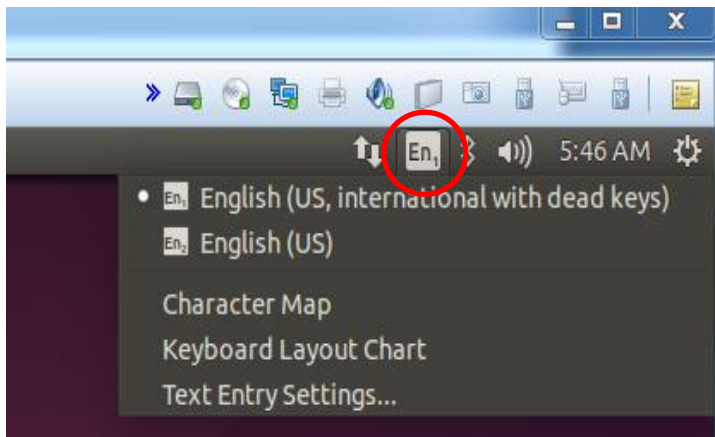 En₁ 5:46 AM
En₁ English (US, international with dead keys)
En₂ English (US)
Character Map
Keyboard Layout Chart
Text Entry Settings...